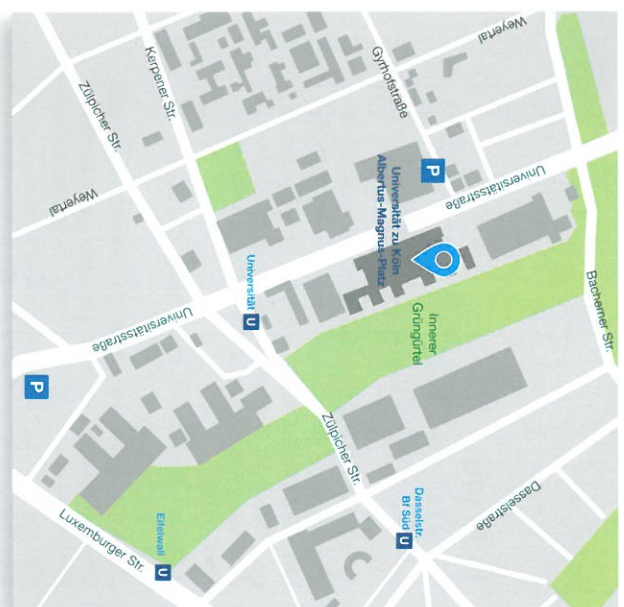 Weyertal
Gyrhofstraße
Kerpener Str.
Zülpicher Str.
P
Universitätsstraße
Universität zu Köln
Albertus-Magnus-Platz
Weyertal
Bachemer Str.
Innerer
Grüngürtel
Universität U
Universitätsstraße
P
Zülpicher Str.
Dasselstraße
Dasselstr.
Bf Süd U
Eifelwall U
Luxemburger Str.